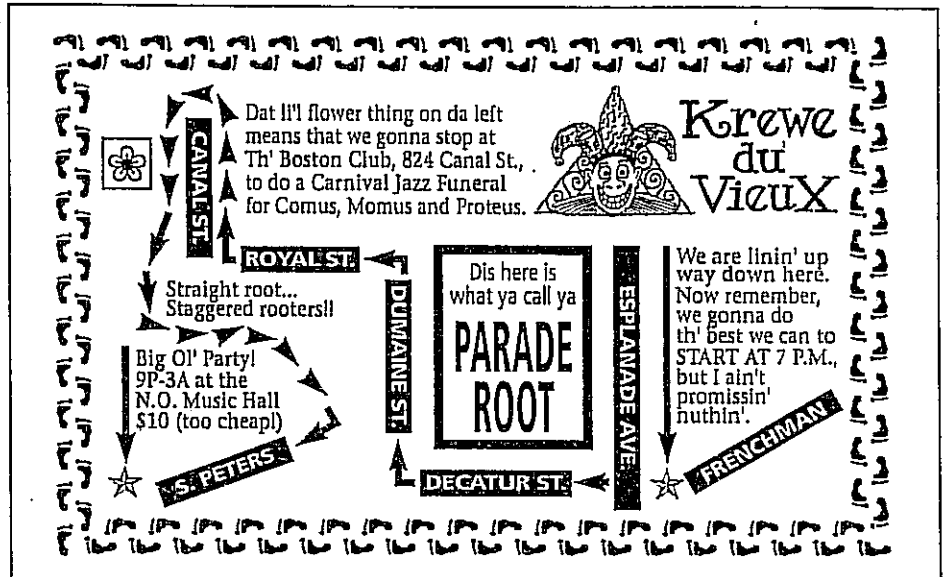 Dat li'l flower thing on da left
means that we gonna stop at
Th' Boston Club, 824 Canal St.,
to do a Carnival Jazz Funeral
for Comus, Momus and Proteus.
Krewe
du
VieuX
CANAL ST.
ROYAL ST.
DUMAINE ST.
Dis here is
what ya call ya
PARADE
ROOT
ESPLANADE AVE.
We are linin' up
way down here.
Now remember,
we gonna do
th' best we can to
START AT 7 P.M.,
but I ain't
promissin'
nuthin'.
Straight root...
Staggered rooters!!
Big Ol' Party!
9P-3A at the
N.O. Music Hall
$10 (too cheap!)
S. PETERS
DECATUR ST.
FRENCHMAN